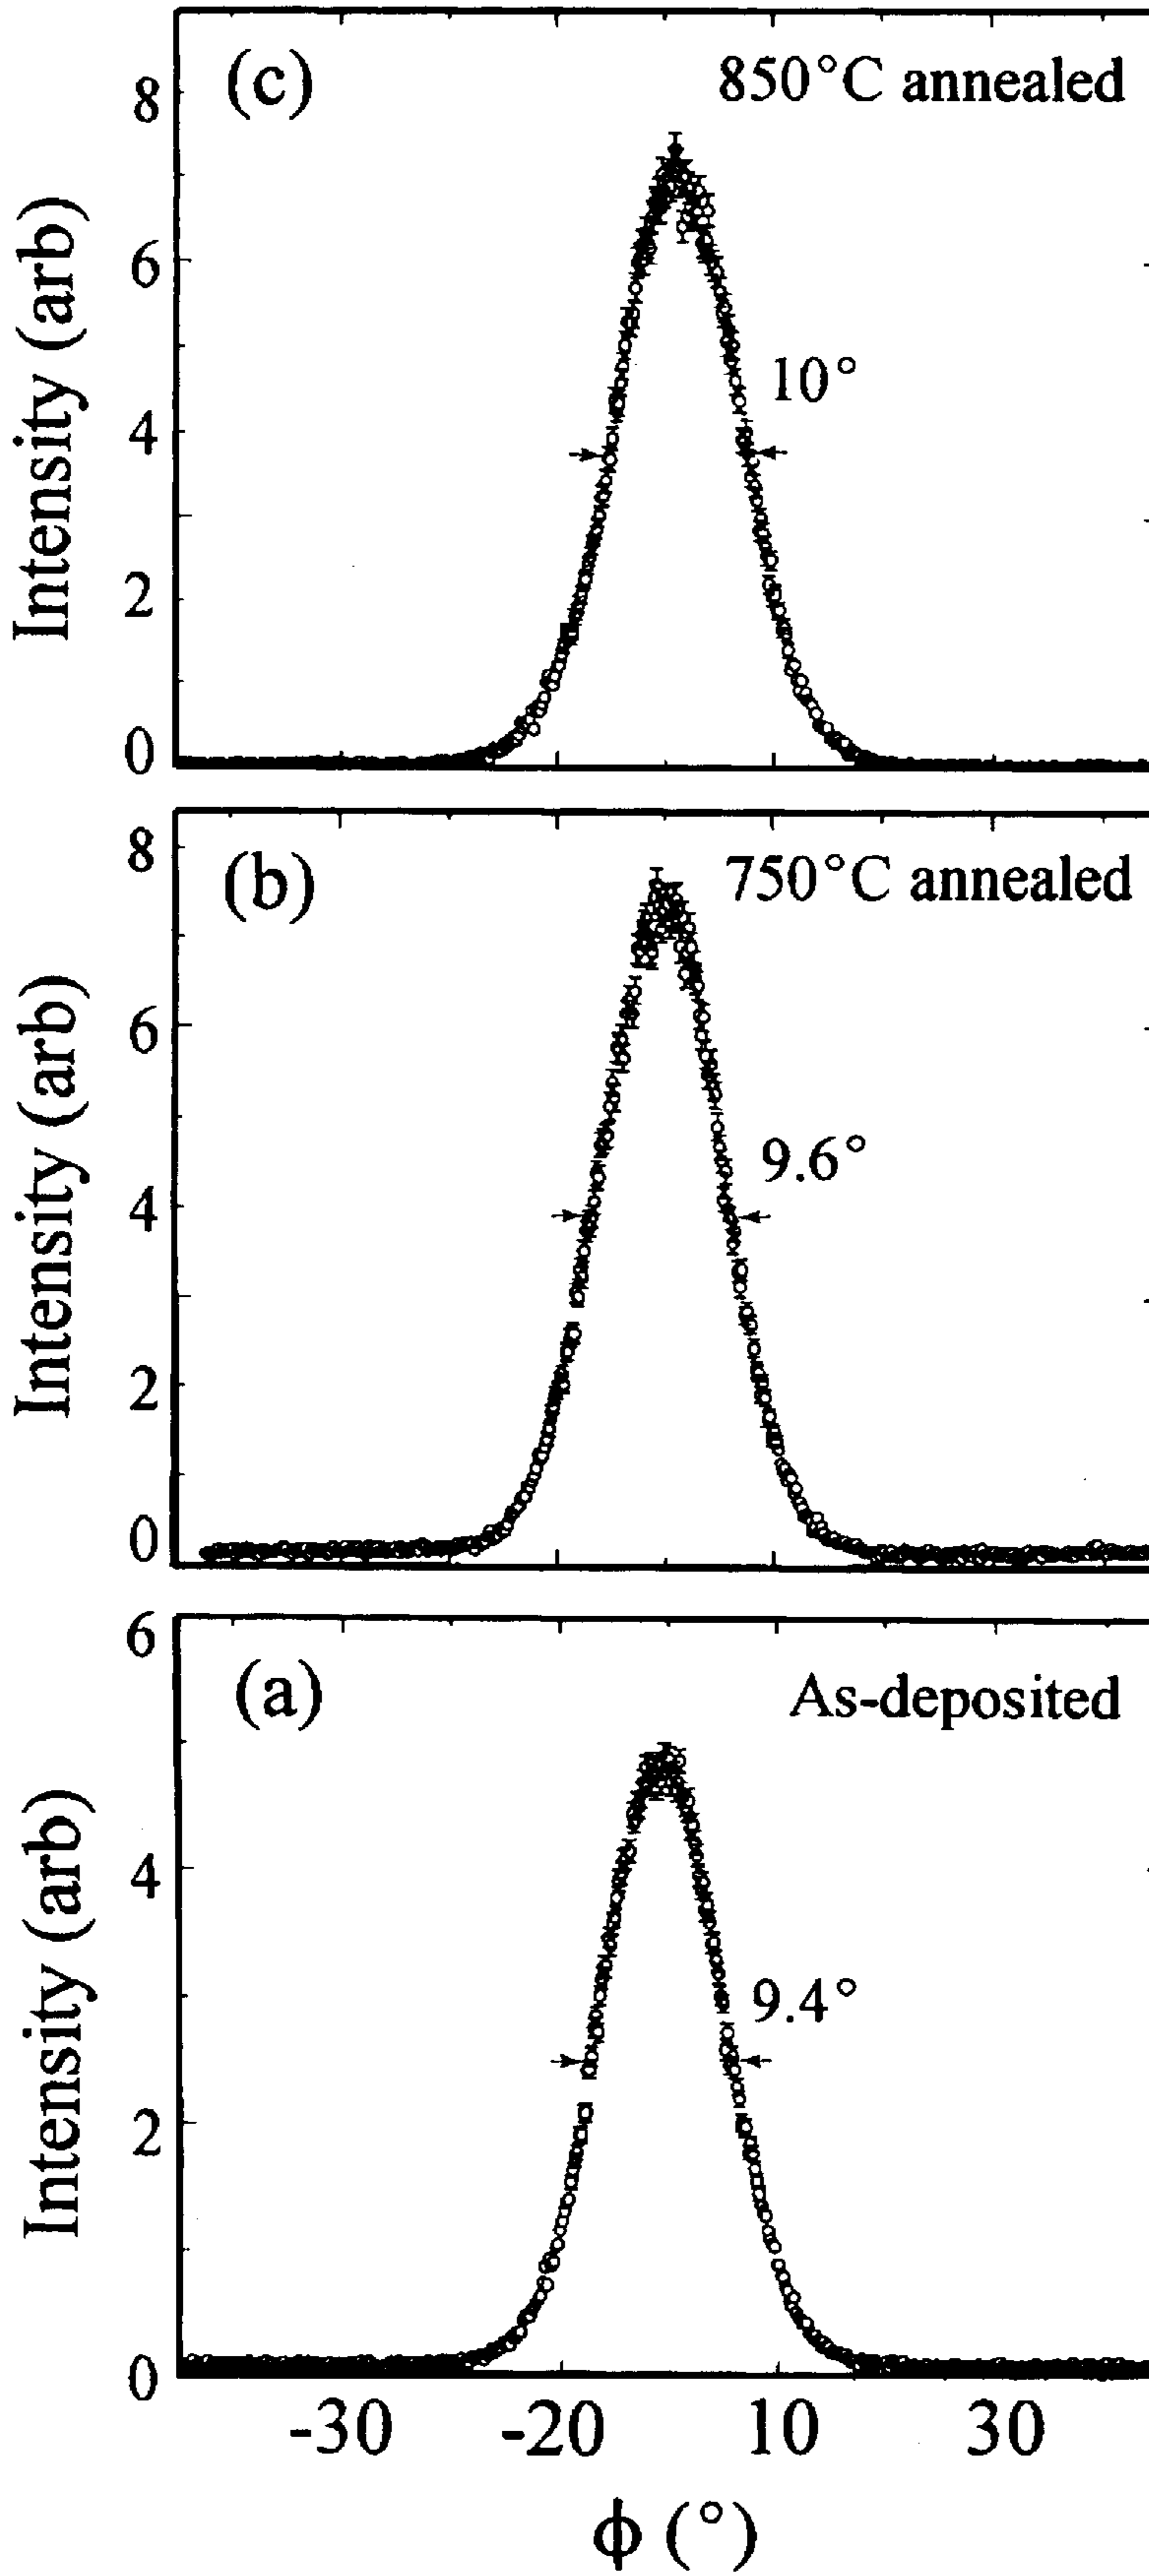 (c) 850°C annealed
8
6
4
2
0
10°
Intensity (arb)
(b) 750°C annealed
8
6
4
2
0
9.6°
Intensity (arb)
(a) As-deposited
6
4
2
0
9.4°
Intensity (arb)
-30 -20 10 30
ϕ (°)